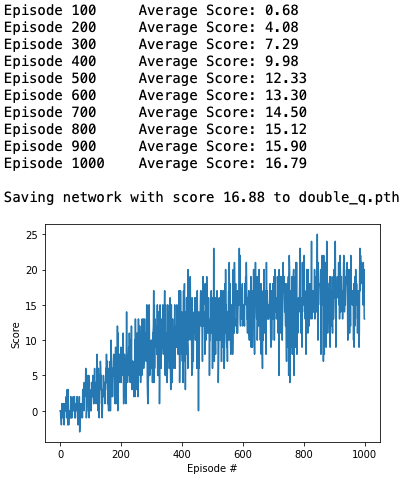 Episode 100 Average Score: 0.68
Episode 200 Average Score: 4.08
Episode 300 Average Score: 7.29
Episode 400 Average Score: 9.98
Episode 500 Average Score: 12.33
Episode 600 Average Score: 13.30
Episode 700 Average Score: 14.50
Episode 800 Average Score: 15.12
Episode 900 Average Score: 15.90
Episode 1000 Average Score: 16.79
Saving network with score 16.88 to double_q.pth
25
20
15
10
5
0
Score
0 200 400 600 800 1000
Episode #